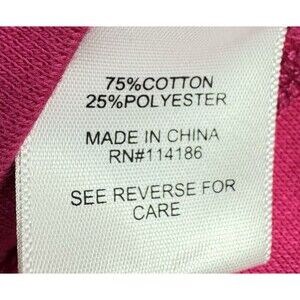 75%COTTON
25%POLYESTER
MADE IN CHINA
RN#114186
SEE REVERSE FOR
CARE